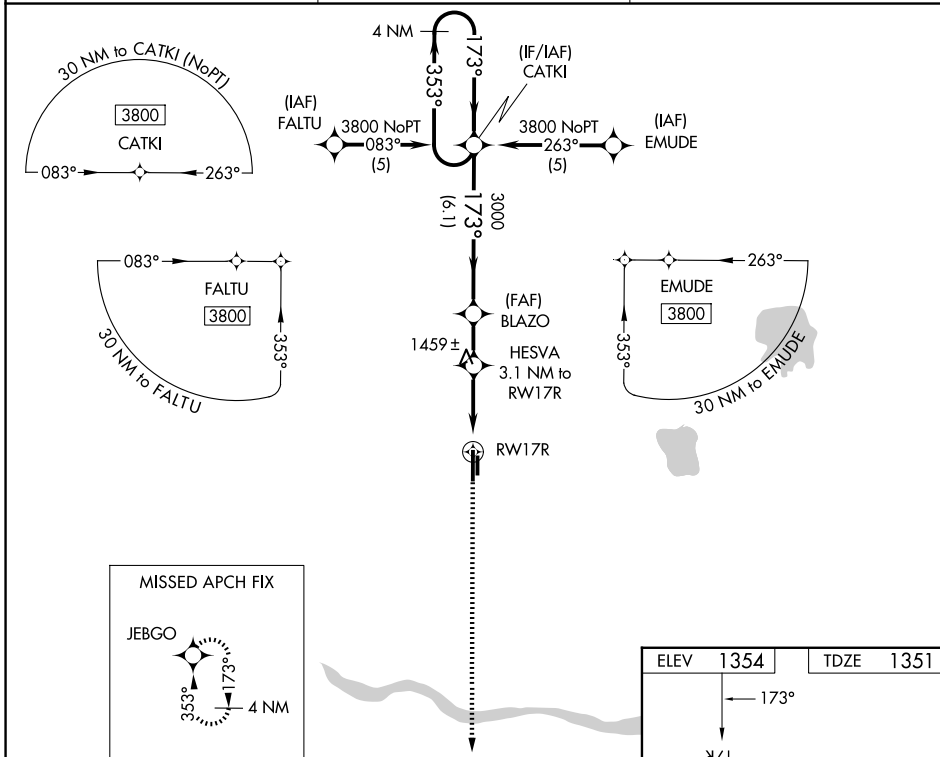 4 NM
173°
353°
(IF/IAF)
CATKI
30 NM to CATKI (NoPT)
3800
CATKI
083°
263°
(IAF)
FALTU
3800 NoPT
083°
(5)
3800 NoPT
263°
(5)
(IAF)
EMUDE
3000
173°
(6.1)
083°
FALTU
3800
353°
30 NM to FALTU
263°
EMUDE
3800
353°
30 NM to EMUDE
(FAF)
BLAZO
1459 ±
HESVA
3.1 NM to
RW17R
RW17R
MISSED APCH FIX
JEBGO
173°
353°
4 NM
ELEV 1354
TDZE 1351
173°